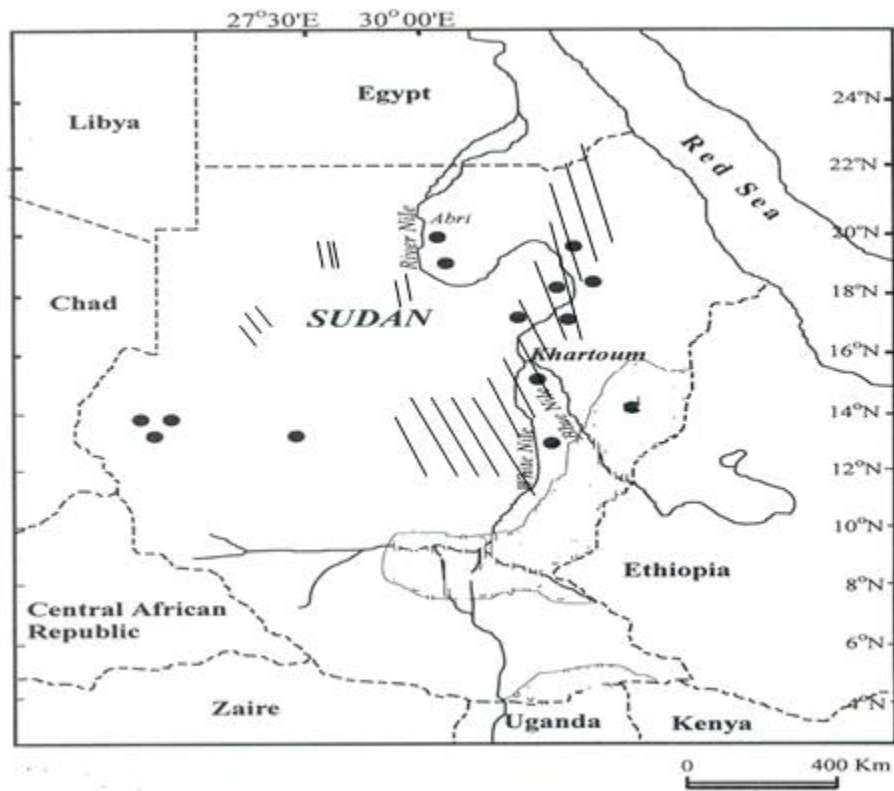 27°30'E 30°00'E
Egypt
Libya
24°N
Red Sea
22°N
Abri
River Nile
20°N
Chad
SUDAN
18°N
Khartoum
16°N
14°N
White Nile
Blue Nile
12°N
10°N
Ethiopia
8°N
Central African
Republic
6°N
Zaire
4°N
Uganda
Kenya
0 400 Km